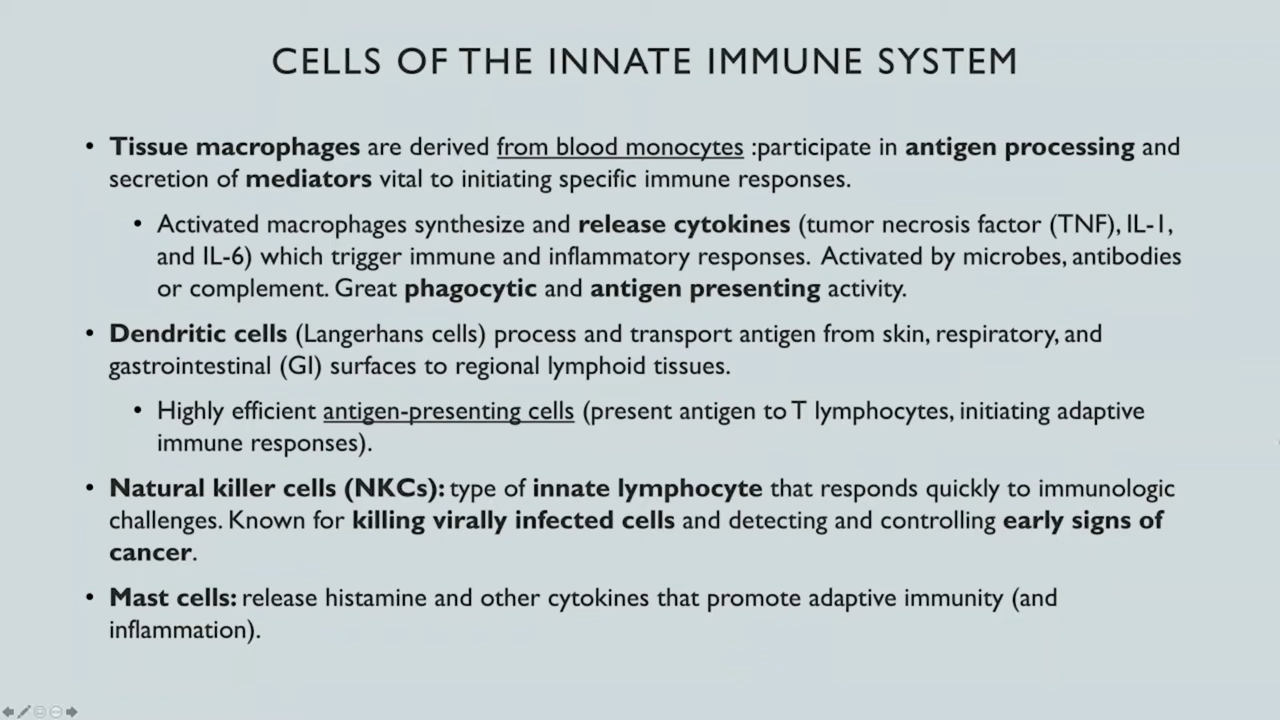 CELLS OF THE INNATE IMMUNE SYSTEM
• Tissue macrophages are derived from blood monocytes :participate in antigen processing and
secretion of mediators vital to initiating specific immune responses.
• Activated macrophages synthesize and release cytokines (tumor necrosis factor (TNF), IL-1,
and IL-6) which trigger immune and inflammatory responses. Activated by microbes, antibodies
or complement. Great phagocytic and antigen presenting activity.
• Dendritic cells (Langerhans cells) process and transport antigen from skin, respiratory, and
gastrointestinal (GI) surfaces to regional lymphoid tissues.
• Highly efficient antigen-presenting cells (present antigen to T lymphocytes, initiating adaptive
immune responses).
• Natural killer cells (NKCs): type of innate lymphocyte that responds quickly to immunologic
challenges. Known for killing virally infected cells and detecting and controlling early signs of
cancer.
• Mast cells: release histamine and other cytokines that promote adaptive immunity (and
inflammation).